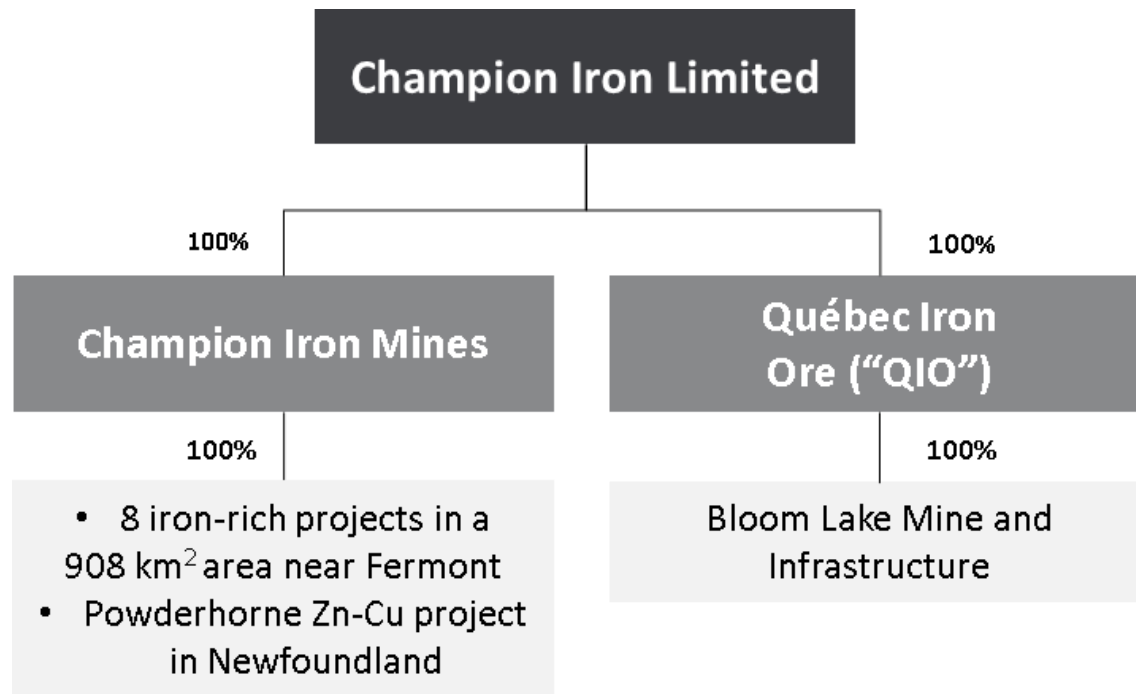 Champion Iron Limited
100%
100%
Champion Iron Mines
Québec Iron
Ore (“QIO”)
100%
100%
• 8 iron-rich projects in a
908 km² area near Fermont
• Powderhorne Zn-Cu project
in Newfoundland
Bloom Lake Mine and
Infrastructure